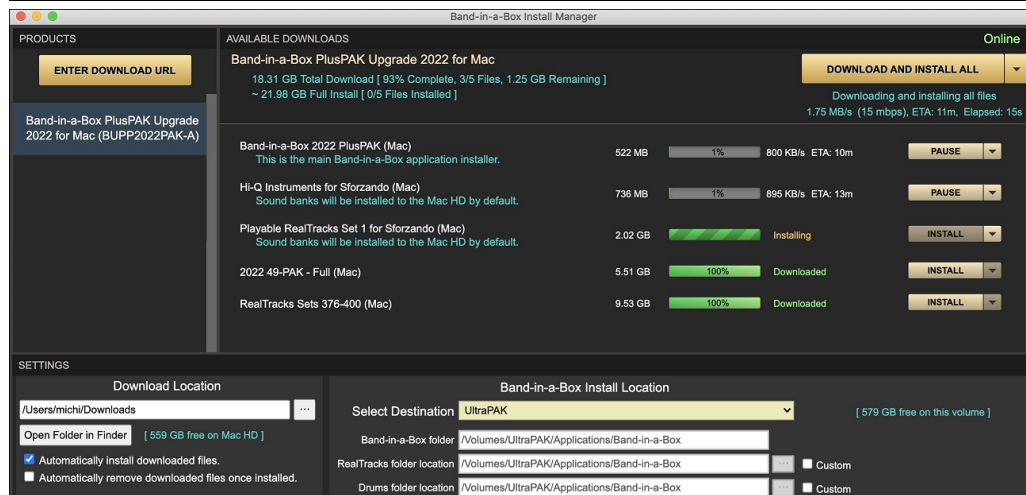 Band-in-a-Box Install Manager
PRODUCTS
ENTER DOWNLOAD URL
Band-in-a-Box PlusPAK Upgrade
2022 for Mac (BUPP2022PAK-A)
AVAILABLE DOWNLOADS
Online
Band-in-a-Box PlusPAK Upgrade 2022 for Mac
18.31 GB Total Download [ 93% Complete, 3/5 Files, 1.25 GB Remaining ]
~ 21.98 GB Full Install [ 0/5 Files Installed ]
DOWNLOAD AND INSTALL ALL
Downloading and installing all files
1.75 MB/s (15 mbps), ETA: 11m, Elapsed: 15s
Band-in-a-Box 2022 PlusPAK (Mac)
This is the main Band-in-a-Box application installer.
522 MB 1% 800 KB/s ETA: 10m PAUSE
Hi-Q Instruments for Sforzando (Mac)
Sound banks will be installed to the Mac HD by default.
736 MB 1% 895 KB/s ETA: 13m PAUSE
Playable RealTracks Set 1 for Sforzando (Mac)
Sound banks will be installed to the Mac HD by default.
2.02 GB Installing INSTALL
2022 49-PAK - Full (Mac) 5.51 GB 100% Downloaded INSTALL
RealTracks Sets 376-400 (Mac) 9.53 GB 100% Downloaded INSTALL
SETTINGS
Download Location
/Users/michi/Downloads ...
Open Folder in Finder [ 559 GB free on Mac HD ]
Automatically install downloaded files.
Automatically remove downloaded files once installed.
Band-in-a-Box Install Location
Select Destination UltraPAK [ 579 GB free on this volume ]
Band-in-a-Box folder /Volumes/UltraPAK/Applications/Band-in-a-Box
RealTracks folder location /Volumes/UltraPAK/Applications/Band-in-a-Box ... Custom
Drums folder location /Volumes/UltraPAK/Applications/Band-in-a-Box ... Custom